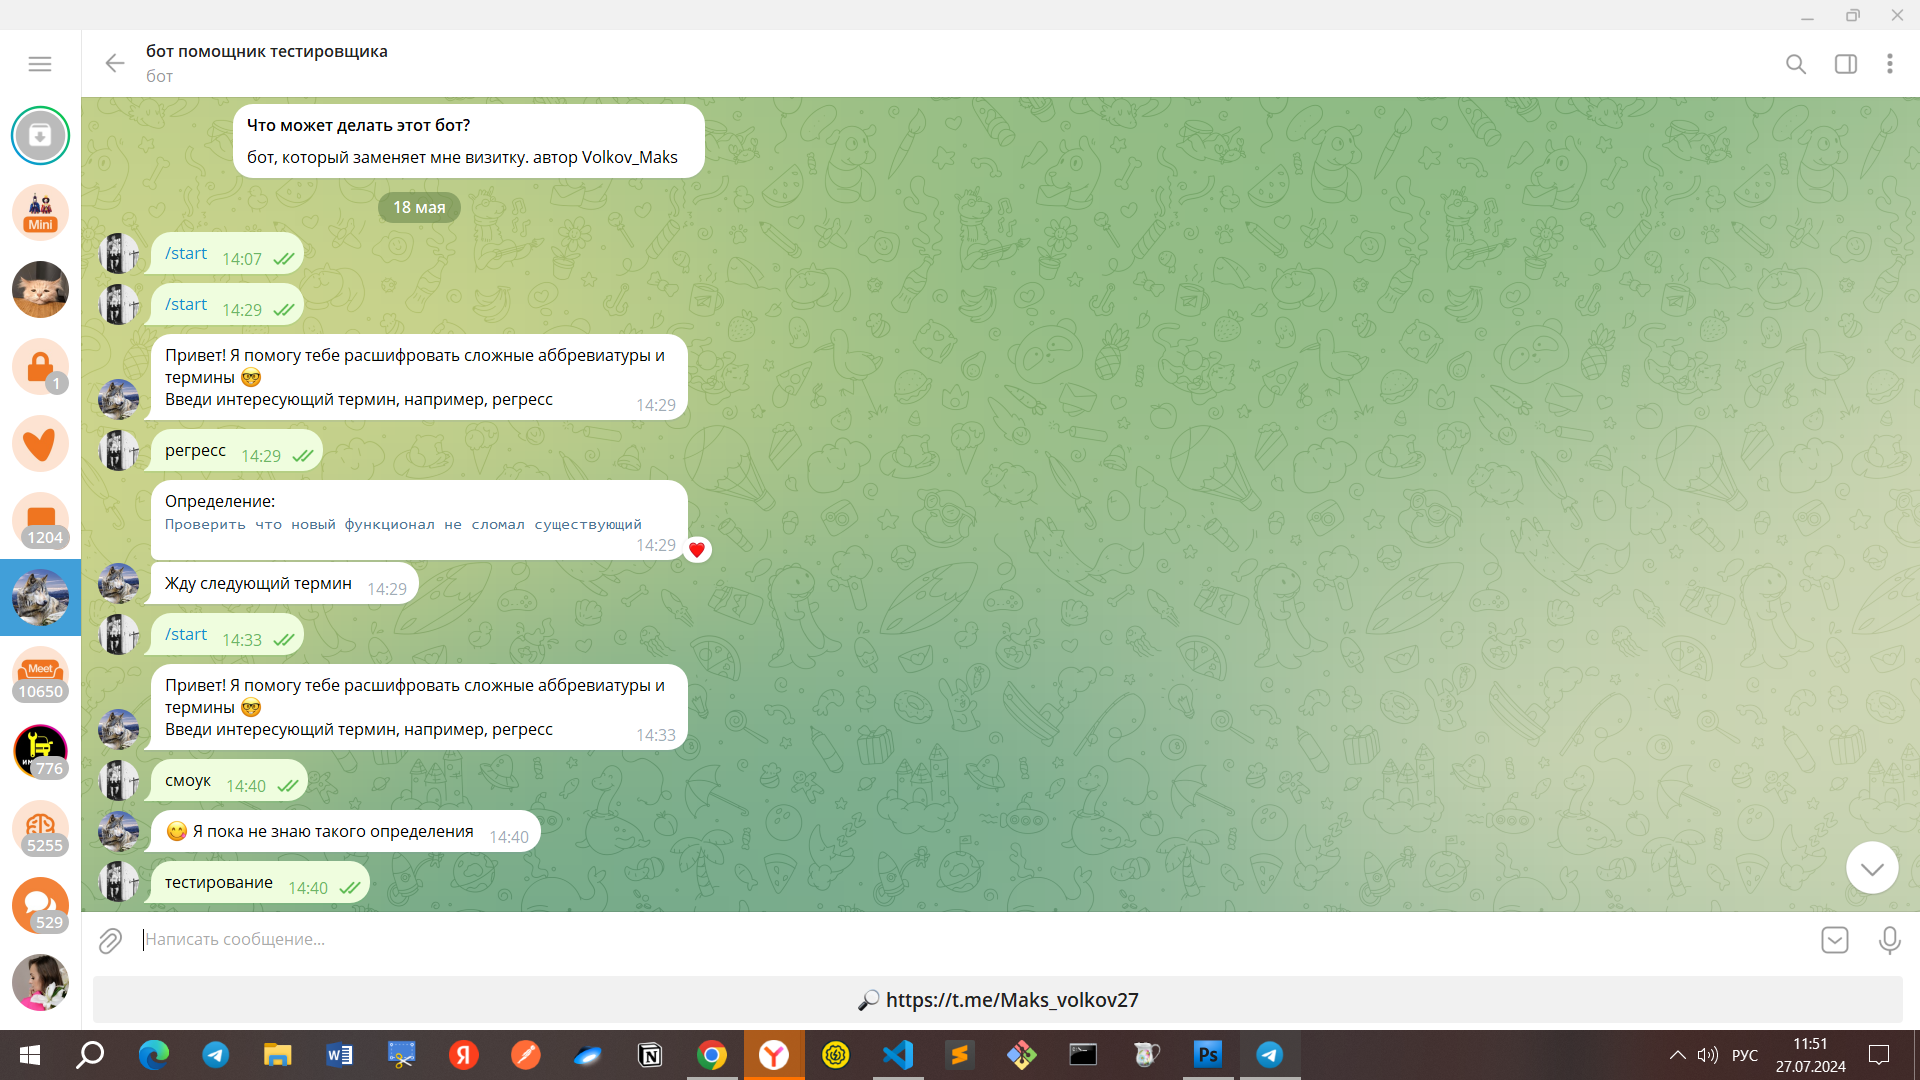 бот помощник тестировщика
бот
Что может делать этот бот?
бот, который заменяет мне визитку. автор Volkov_Maks
18 мая
/start 14:07
/start 14:29
Привет! Я помогу тебе расшифровать сложные аббревиатуры и
термины
Введи интересующий термин, например, регресс 14:29
регресс 14:29
Определение:
Проверить что новый функционал не сломал существующий
14:29
Жду следующий термин 14:29
/start 14:33
Привет! Я помогу тебе расшифровать сложные аббревиатуры и
термины
Введи интересующий термин, например, регресс 14:33
смоук 14:40
Я пока не знаю такого определения 14:40
тестирование 14:40
Написать сообщение...
https://t.me/Maks_volkov27
Mini
1
1204
Meet
10650
776
5255
529
РУС
11:51
27.07.2024
Ps
Я